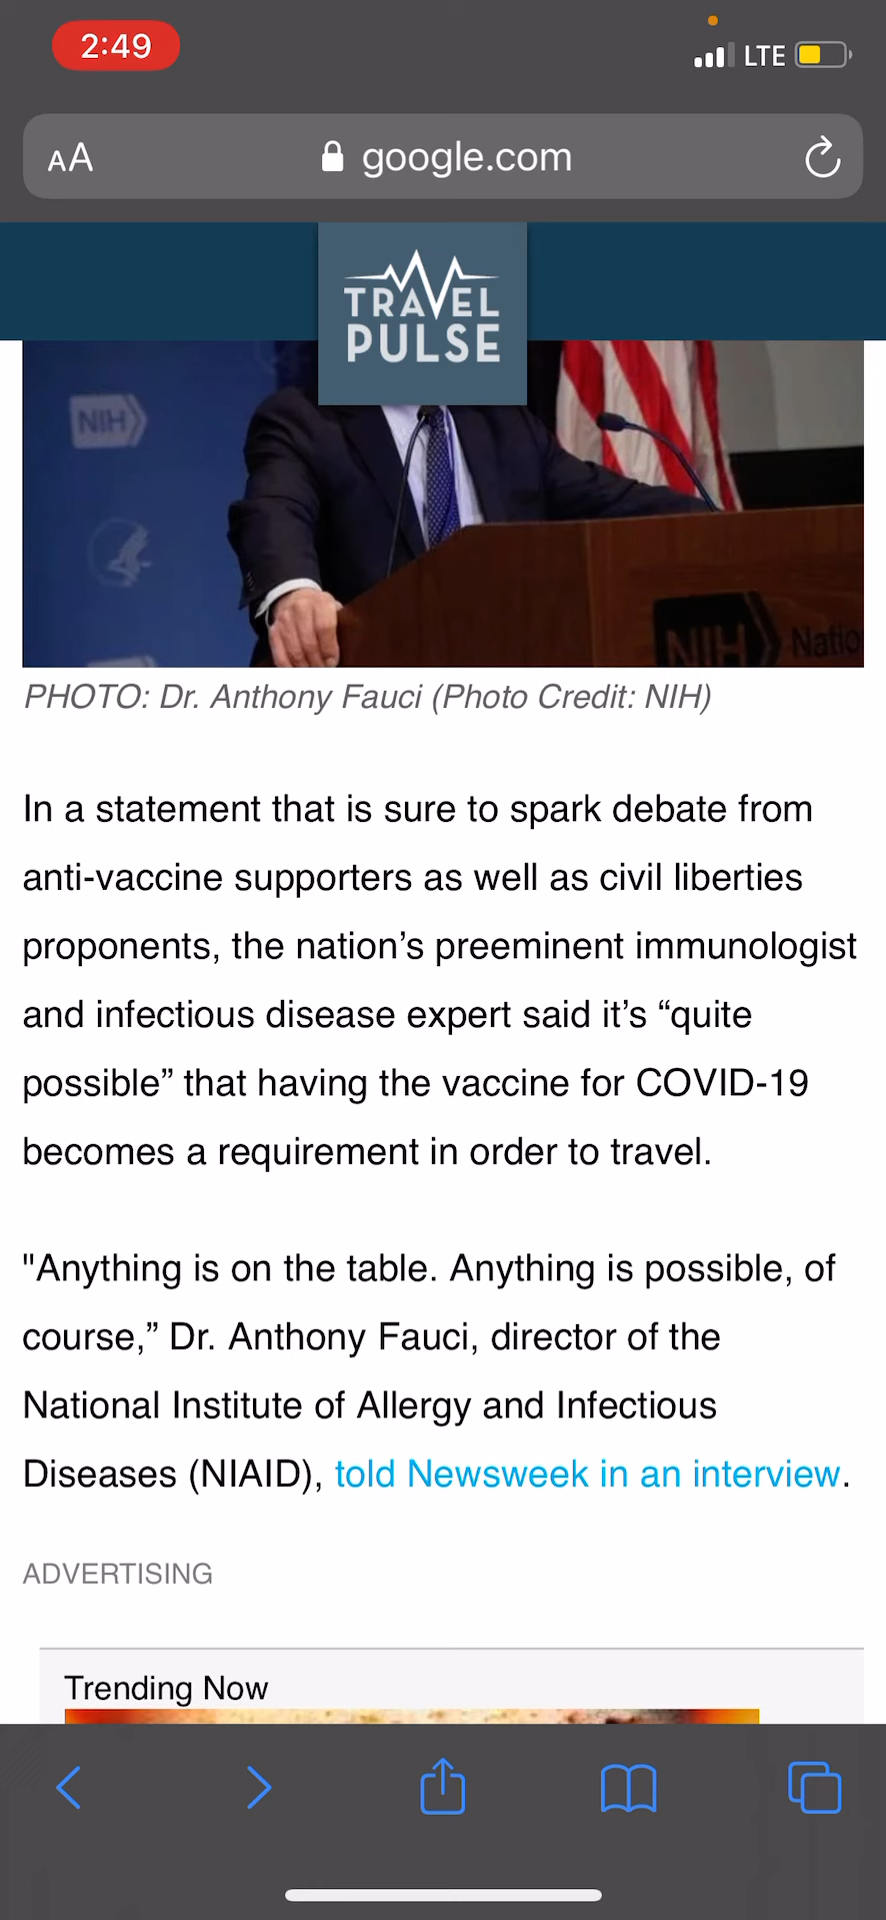 2:49
LTE
AA
google.com
TRAVEL
PULSE
NIH
NIH
Natio
PHOTO: Dr. Anthony Fauci (Photo Credit: NIH)
In a statement that is sure to spark debate from
anti-vaccine supporters as well as civil liberties
proponents, the nation’s preeminent immunologist
and infectious disease expert said it’s “quite
possible” that having the vaccine for COVID-19
becomes a requirement in order to travel.
"Anything is on the table. Anything is possible, of
course,” Dr. Anthony Fauci, director of the
National Institute of Allergy and Infectious
Diseases (NIAID), told Newsweek in an interview.
ADVERTISING
Trending Now